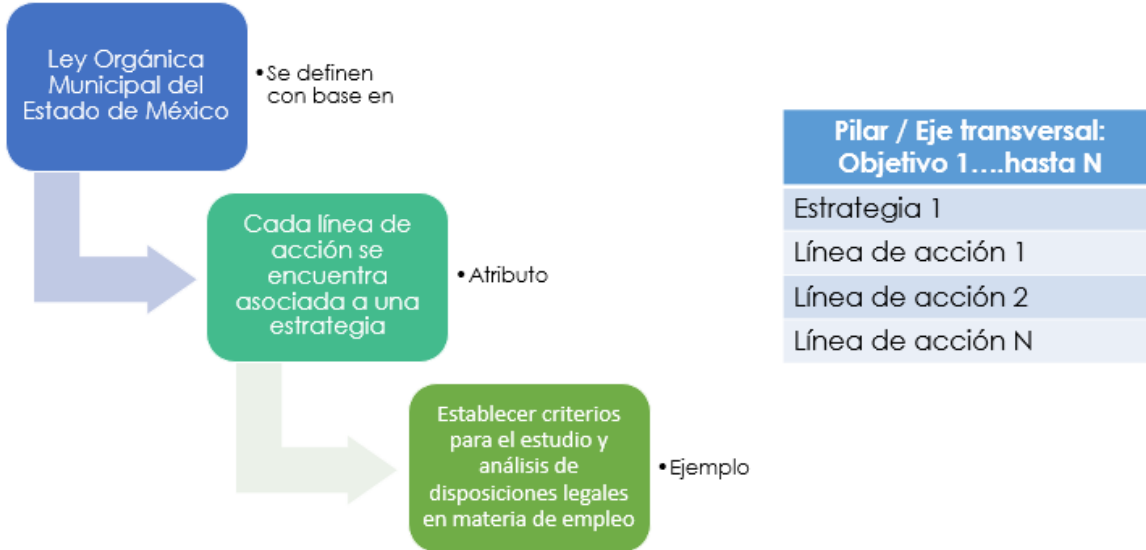 Ley Orgánica
Municipal del
Estado de México
•Se definen
con base en
Cada línea de
acción se
encuentra
asociada a una
estrategia
•Atributo
Establecer criterios
para el estudio y
análisis de
disposiciones legales
en materia de empleo
•Ejemplo
Pilar / Eje transversal:
Objetivo 1....hasta N
Estrategia 1
Línea de acción 1
Línea de acción 2
Línea de acción N